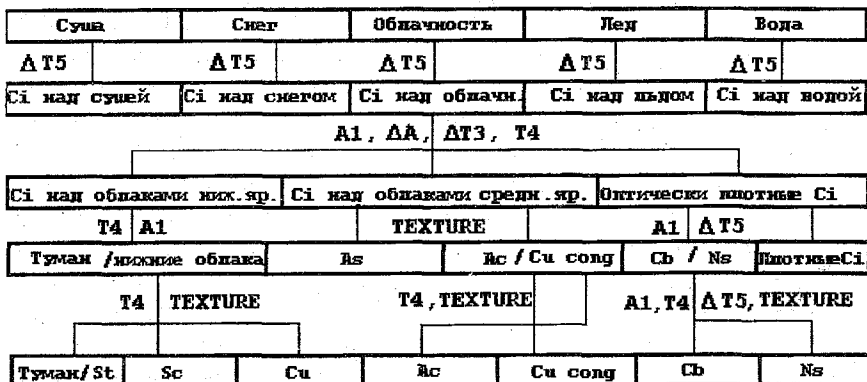 Суша Снег Облачность Лед Вода
ΔT5 ΔT5 ΔT5 ΔT5 ΔT5
Ci над сушей Ci над снегом Ci над облачн. Ci над льдом Ci над водой
A1, ΔA, ΔT3, T4
Ci над облаками ниж.яр. Ci над облаками средн.яр. Оптически плотные Ci
T4 A1 TEXTURE A1 ΔT5
Туман /нижние облака As Ac / Cu cong Cb / Ns ПлотныеCi
T4 TEXTURE T4,TEXTURE A1,T4 ΔT5,TEXTURE
Туман/St Sc Cu Ac Cu cong Cb Ns